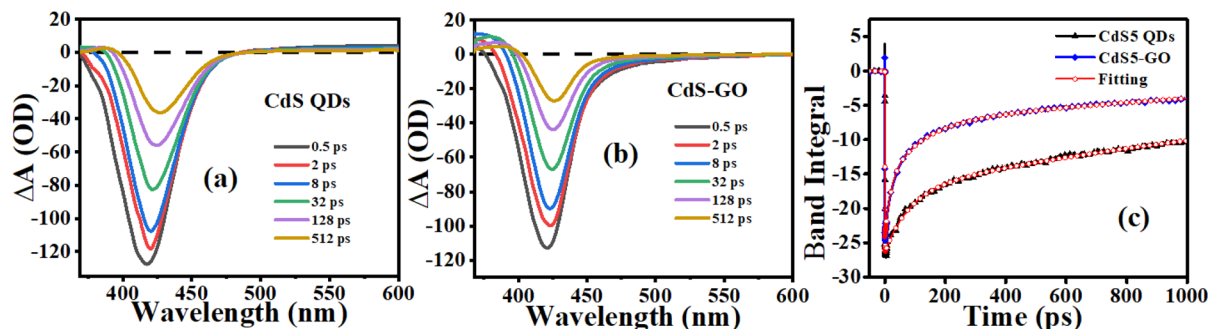 20
0
-20
-40
-60
-80
-100
-120
ΔA (OD)
CdS QDs
0.5 ps
2 ps
8 ps
32 ps
128 ps
512 ps
(a)
400 450 500 550 600
Wavelength (nm)
20
0
-20
-40
-60
-80
-100
-120
ΔA (OD)
CdS-GO
0.5 ps
2 ps
8 ps
32 ps
128 ps
512 ps
(b)
400 450 500 550 600
Wavelength (nm)
5
0
-5
-10
-15
-20
-25
-30
Band Integral
CdS5 QDs
CdS5-GO
Fitting
(c)
0 200 400 600 800 1000
Time (ps)